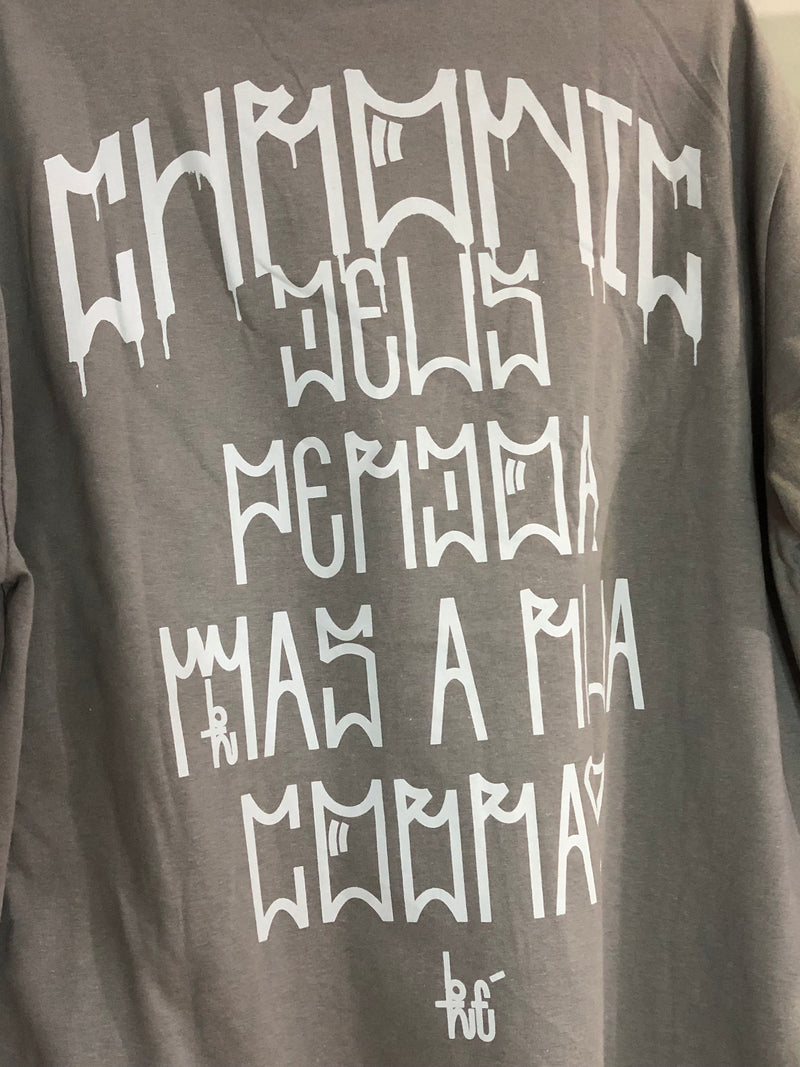 CHRONIC
DEUS
PERDOA
MAS A RUA
COBRA